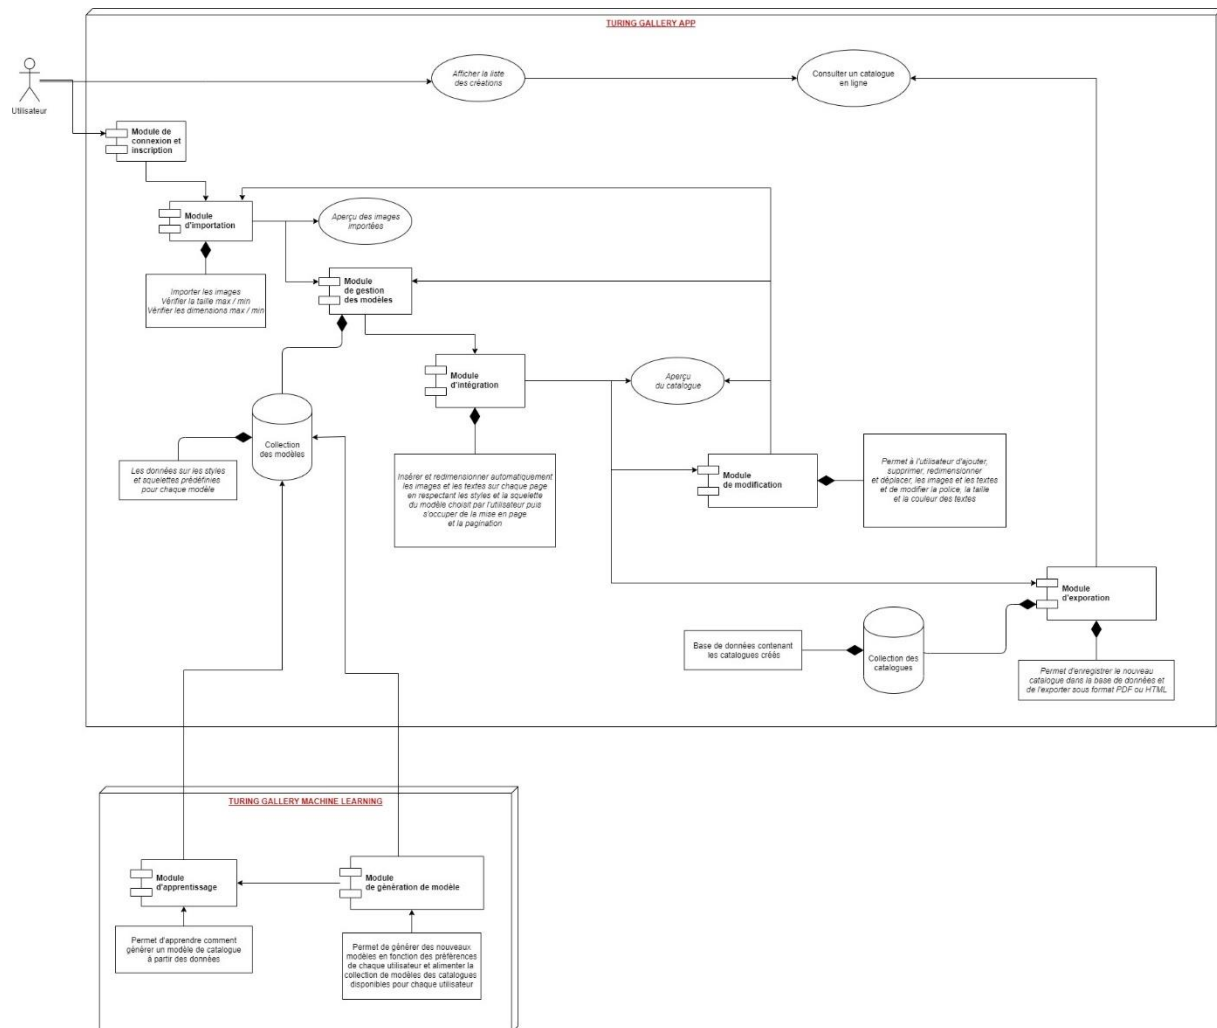 TURING GALLERY APP
Utilisateur
Afficher la liste
des créations
Consulter un catalogue
en ligne
Module de
connexion et
inscription
Module
d'importation
Aperçu des images
importées
Importer les images
Vérifier la taille max / min
Vérifier les dimensions max / min
Module
de gestion
des modèles
Module
d'intégration
Aperçu
du catalogue
Collection
des modèles
Les données sur les styles
et squelettes prédéfinies
pour chaque modèle
Insérer et redimensionner automatiquement
les images et les textes sur chaque page
en respectant les styles et la squelette
du modèle choisit par l'utilisateur puis
s'occuper de la mise en page
et la pagination
Module
de modification
Permet à l'utilisateur d'ajouter,
supprimer, redimensionner
et déplacer, les images et les textes
et de modifier la police, la taille
et la couleur des textes
Module
d'exporation
Base de données contenant
les catalogues créés
Collection des
catalogues
Permet d'enregistrer le nouveau
catalogue dans la base de données et
de l'exporter sous format PDF ou HTML
TURING GALLERY MACHINE LEARNING
Module
d'apprentissage
Module
de génération de modèle
Permet d'apprendre comment
générer un modèle de catalogue
à partir des données
Permet de générer des nouveaux
modèles en fonction des préférences
de chaque utilisateur et alimenter la
collection de modèles des catalogues
disponibles pour chaque utilisateur